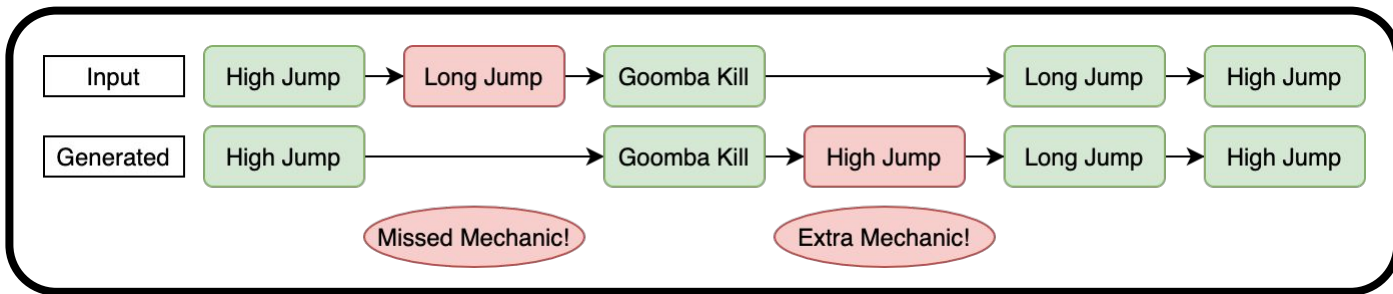 Input High Jump Long Jump Goomba Kill Long Jump High Jump
Generated High Jump Goomba Kill High Jump Long Jump High Jump
Missed Mechanic! Extra Mechanic!